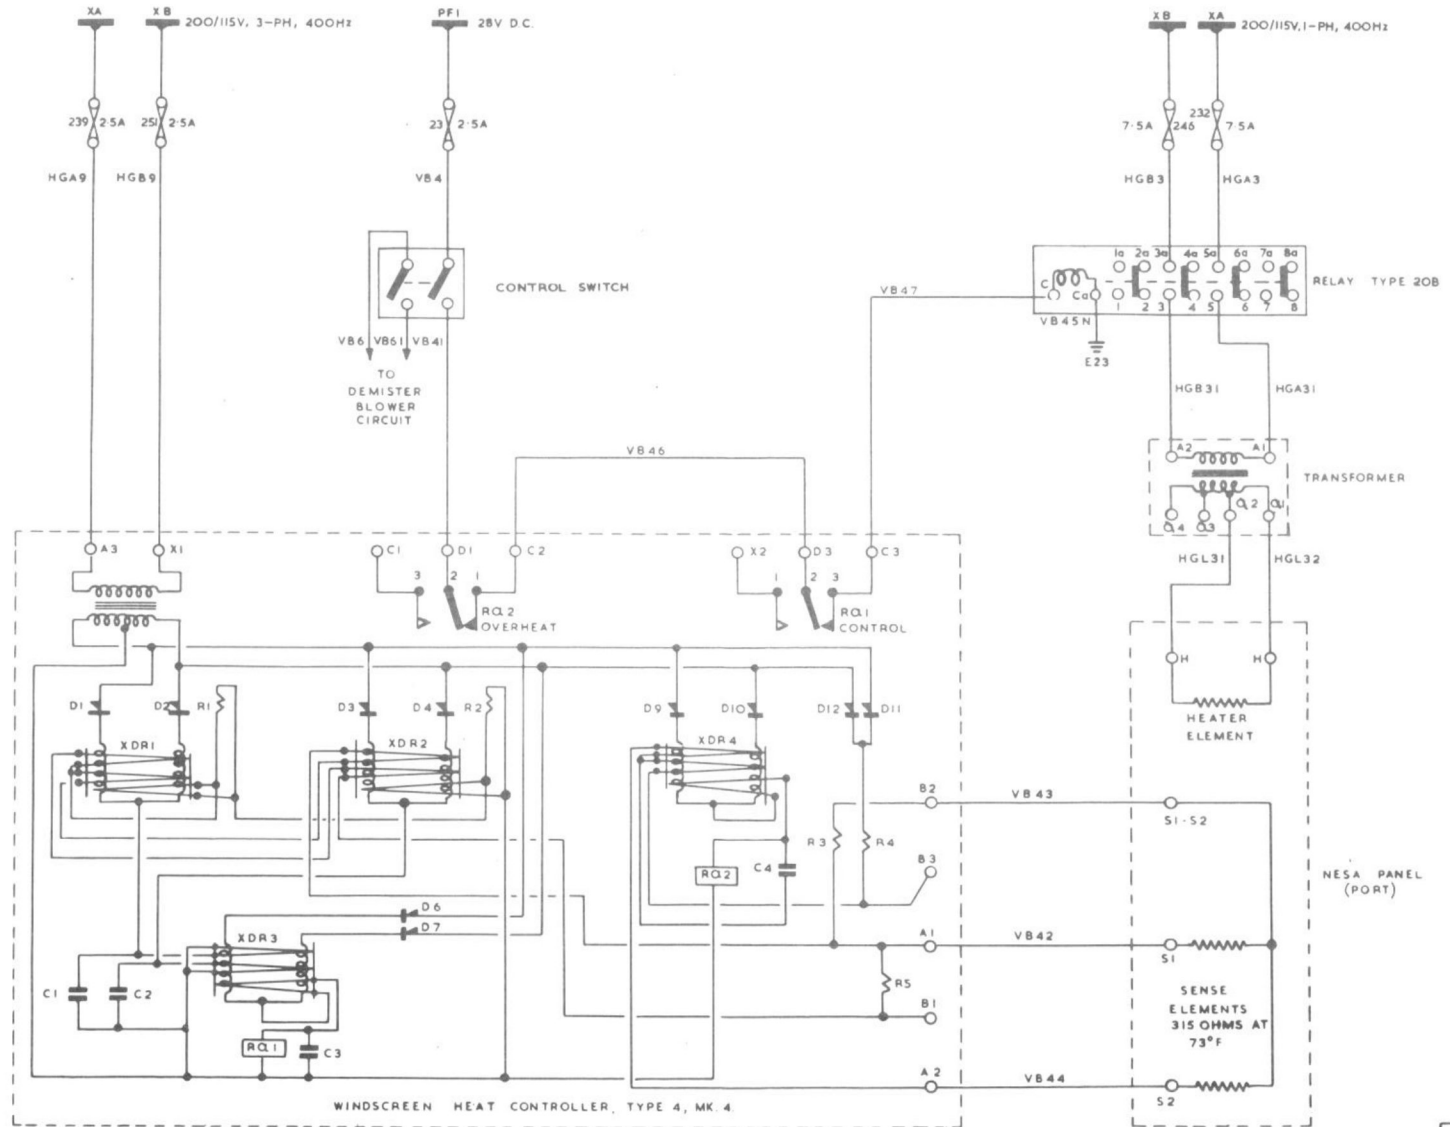 XA
XB
200/115V, 3-PH, 400Hz
PF1
28V D.C.
XB
XA
200/115V, 1-PH, 400Hz
239
2·5A
251
2·5A
23
2·5A
7·5A
246
232
7·5A
HGA9
HGB9
VB4
HGB3
HGA3
CONTROL SWITCH
VB6
VB61
VB41
TO
DEMISTER
BLOWER
CIRCUIT
VB47
1a
2a
3a
4a
5a
6a
7a
8a
C
Ca
1
2
3
4
5
6
7
8
RELAY TYPE 20B
VB45N
E23
HGB31
HGA31
A2
A1
TRANSFORMER
a4
a3
a2
a1
HGL31
HGL32
VB46
A3
X1
C1
D1
C2
X2
D3
C3
3
2
1
RQ2
OVERHEAT
1
2
3
RQ1
CONTROL
H
H
HEATER
ELEMENT
D1
D2
R1
D3
D4
R2
D9
D10
D12
D11
XDR1
XDR2
XDR4
B2
VB43
S1-S2
R3
R4
B3
RQ2
C4
NESA PANEL
(PORT)
D6
D7
XDR3
A1
VB42
S1
C1
C2
R5
SENSE
ELEMENTS
315 OHMS AT
73°F
B1
RQ1
C3
A2
VB44
S2
WINDSCREEN HEAT CONTROLLER, TYPE 4, MK.4